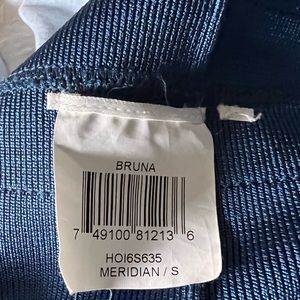 BRUNA
7 49100 81213 6
HOI6S635
MERIDIAN / S